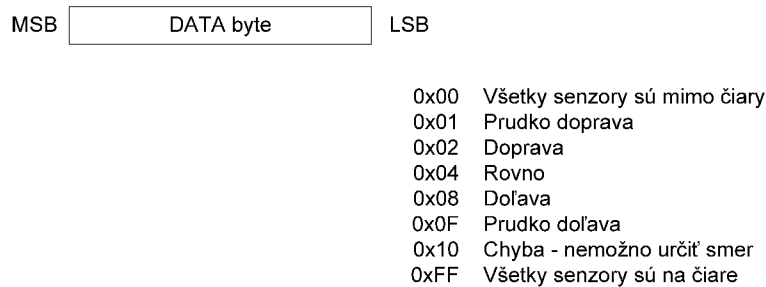 MSB DATA byte LSB
0x00 Všetky senzory sú mimo čiary
0x01 Prudko doprava
0x02 Doprava
0x04 Rovno
0x08 Doľava
0x0F Prudko doľava
0x10 Chyba - nemožno určiť smer
0xFF Všetky senzory sú na čiare